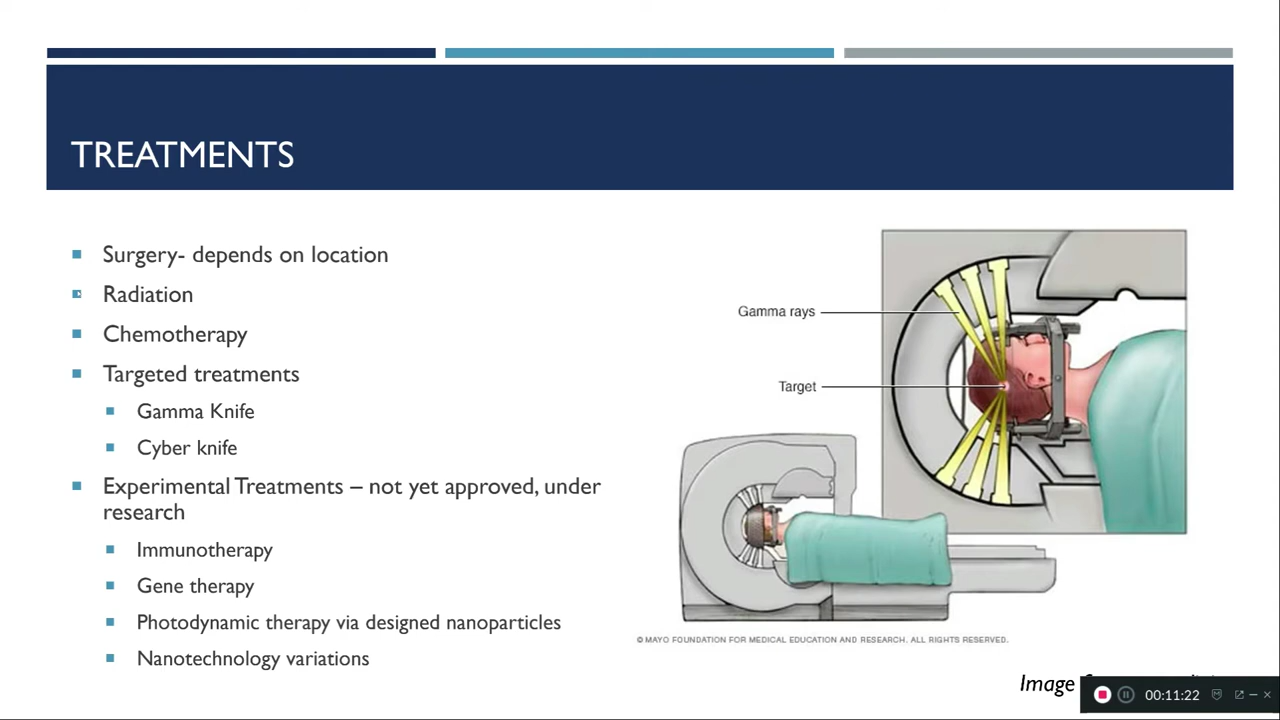 TREATMENTS
Surgery- depends on location
Radiation
Chemotherapy
Targeted treatments
Gamma Knife
Cyber knife
Experimental Treatments – not yet approved, under
research
Immunotherapy
Gene therapy
Photodynamic therapy via designed nanoparticles
Nanotechnology variations
Gamma rays
Target
© MAYO FOUNDATION FOR MEDICAL EDUCATION AND RESEARCH. ALL RIGHTS RESERVED.
Image
00:11:22